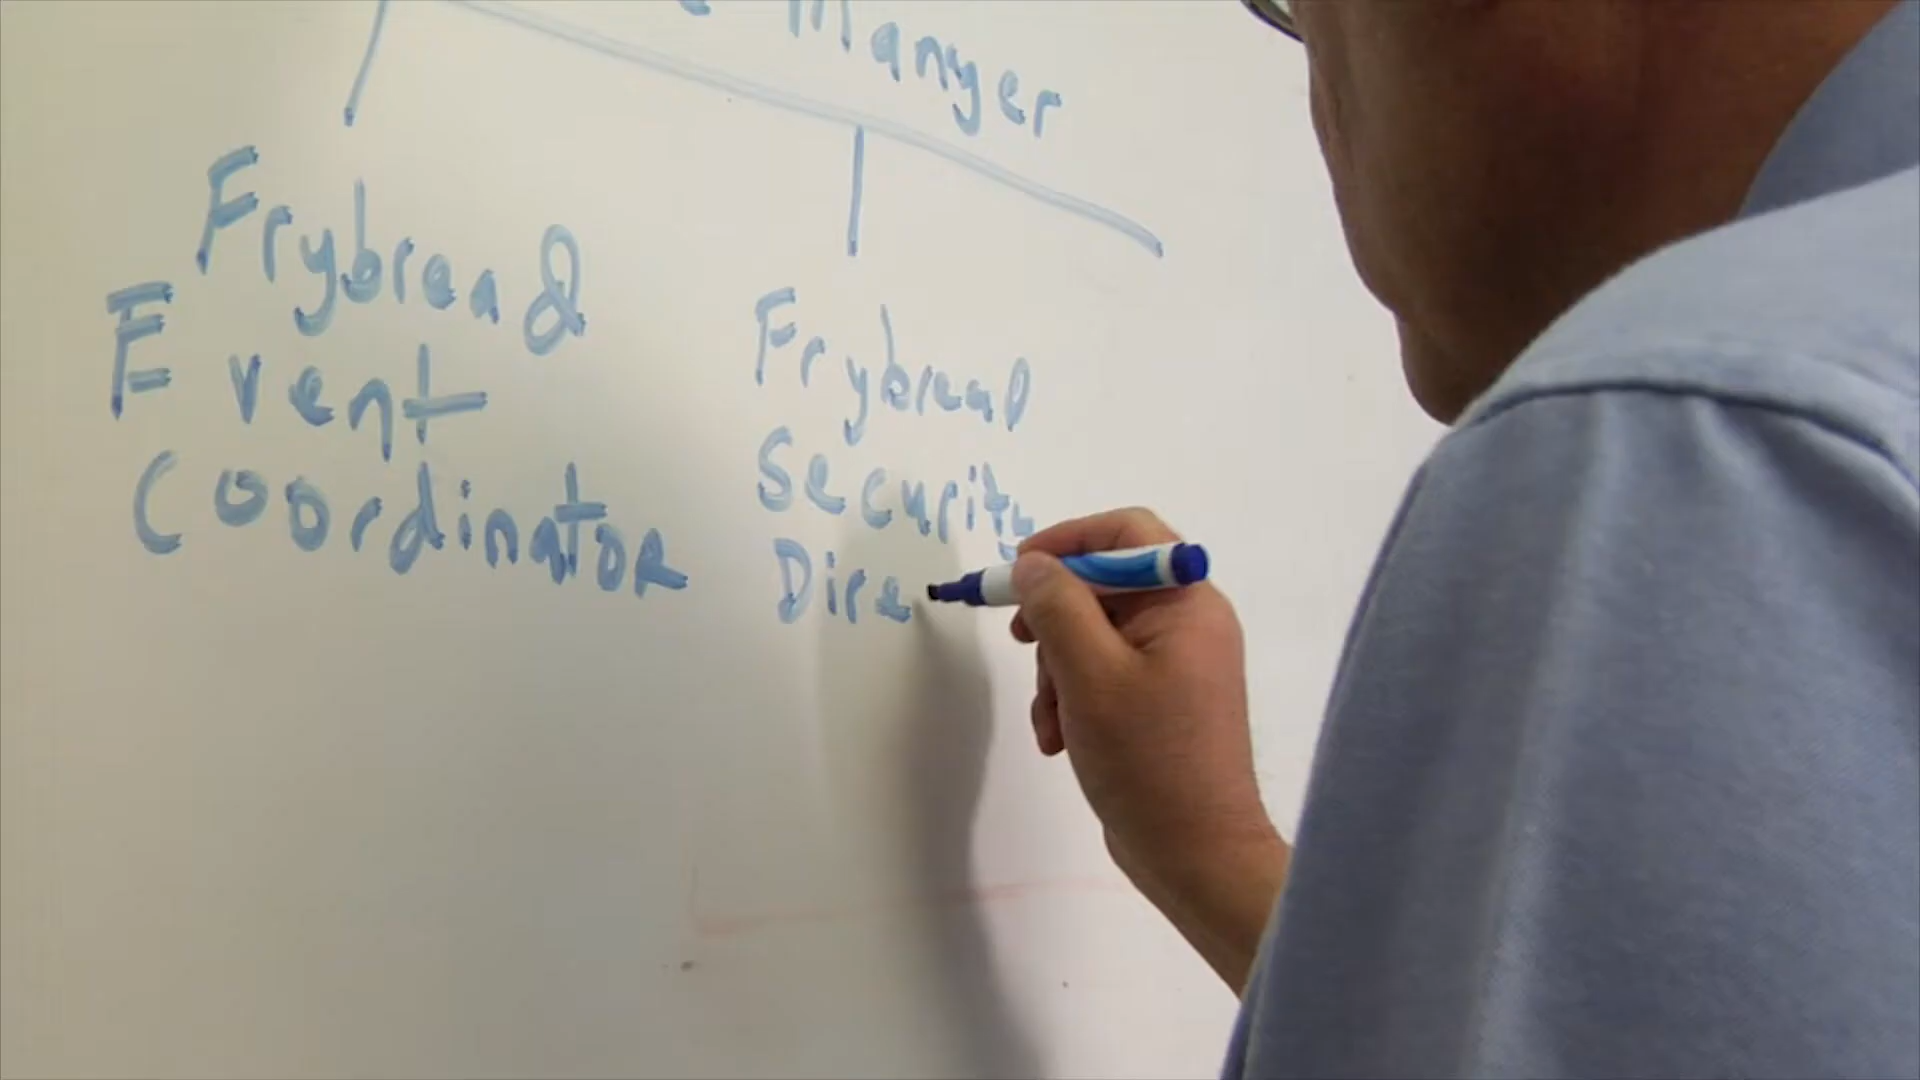 Manger
Frybread
Event
Coordinator
Frybread
Security
Dire